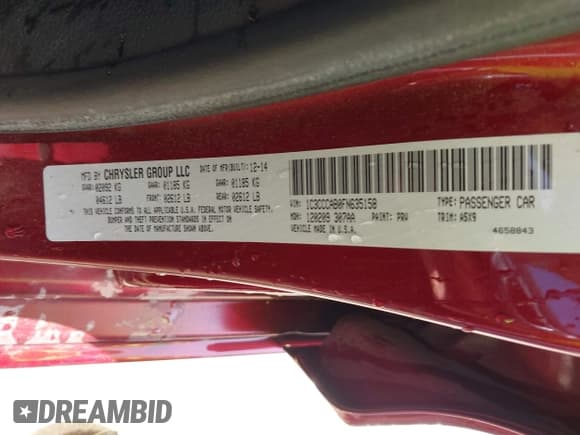 MFD BY CHRYSLER GROUP LLC DATE OF MFR(BUILT): 12-14
GVWR: 02092 KG GAWR: 01185 KG GAWR: 01185 KG
04612 LB FRONT: 02612 LB REAR: 02612 LB
THIS VEHICLE CONFORMS TO ALL APPLICABLE U.S.A. FEDERAL MOTOR VEHICLE SAFETY,
BUMPER AND THEFT PREVENTION STANDARDS IN EFFECT ON
THE DATE OF MANUFACTURE SHOWN ABOVE.
VIN: 1C3CCCAB0FN635158 TYPE: PASSENGER CAR
MDH: 120209 307AA PAINT: PRV TRIM: A5X9
VEHICLE MADE IN U.S.A. 4658843
DREAMBID